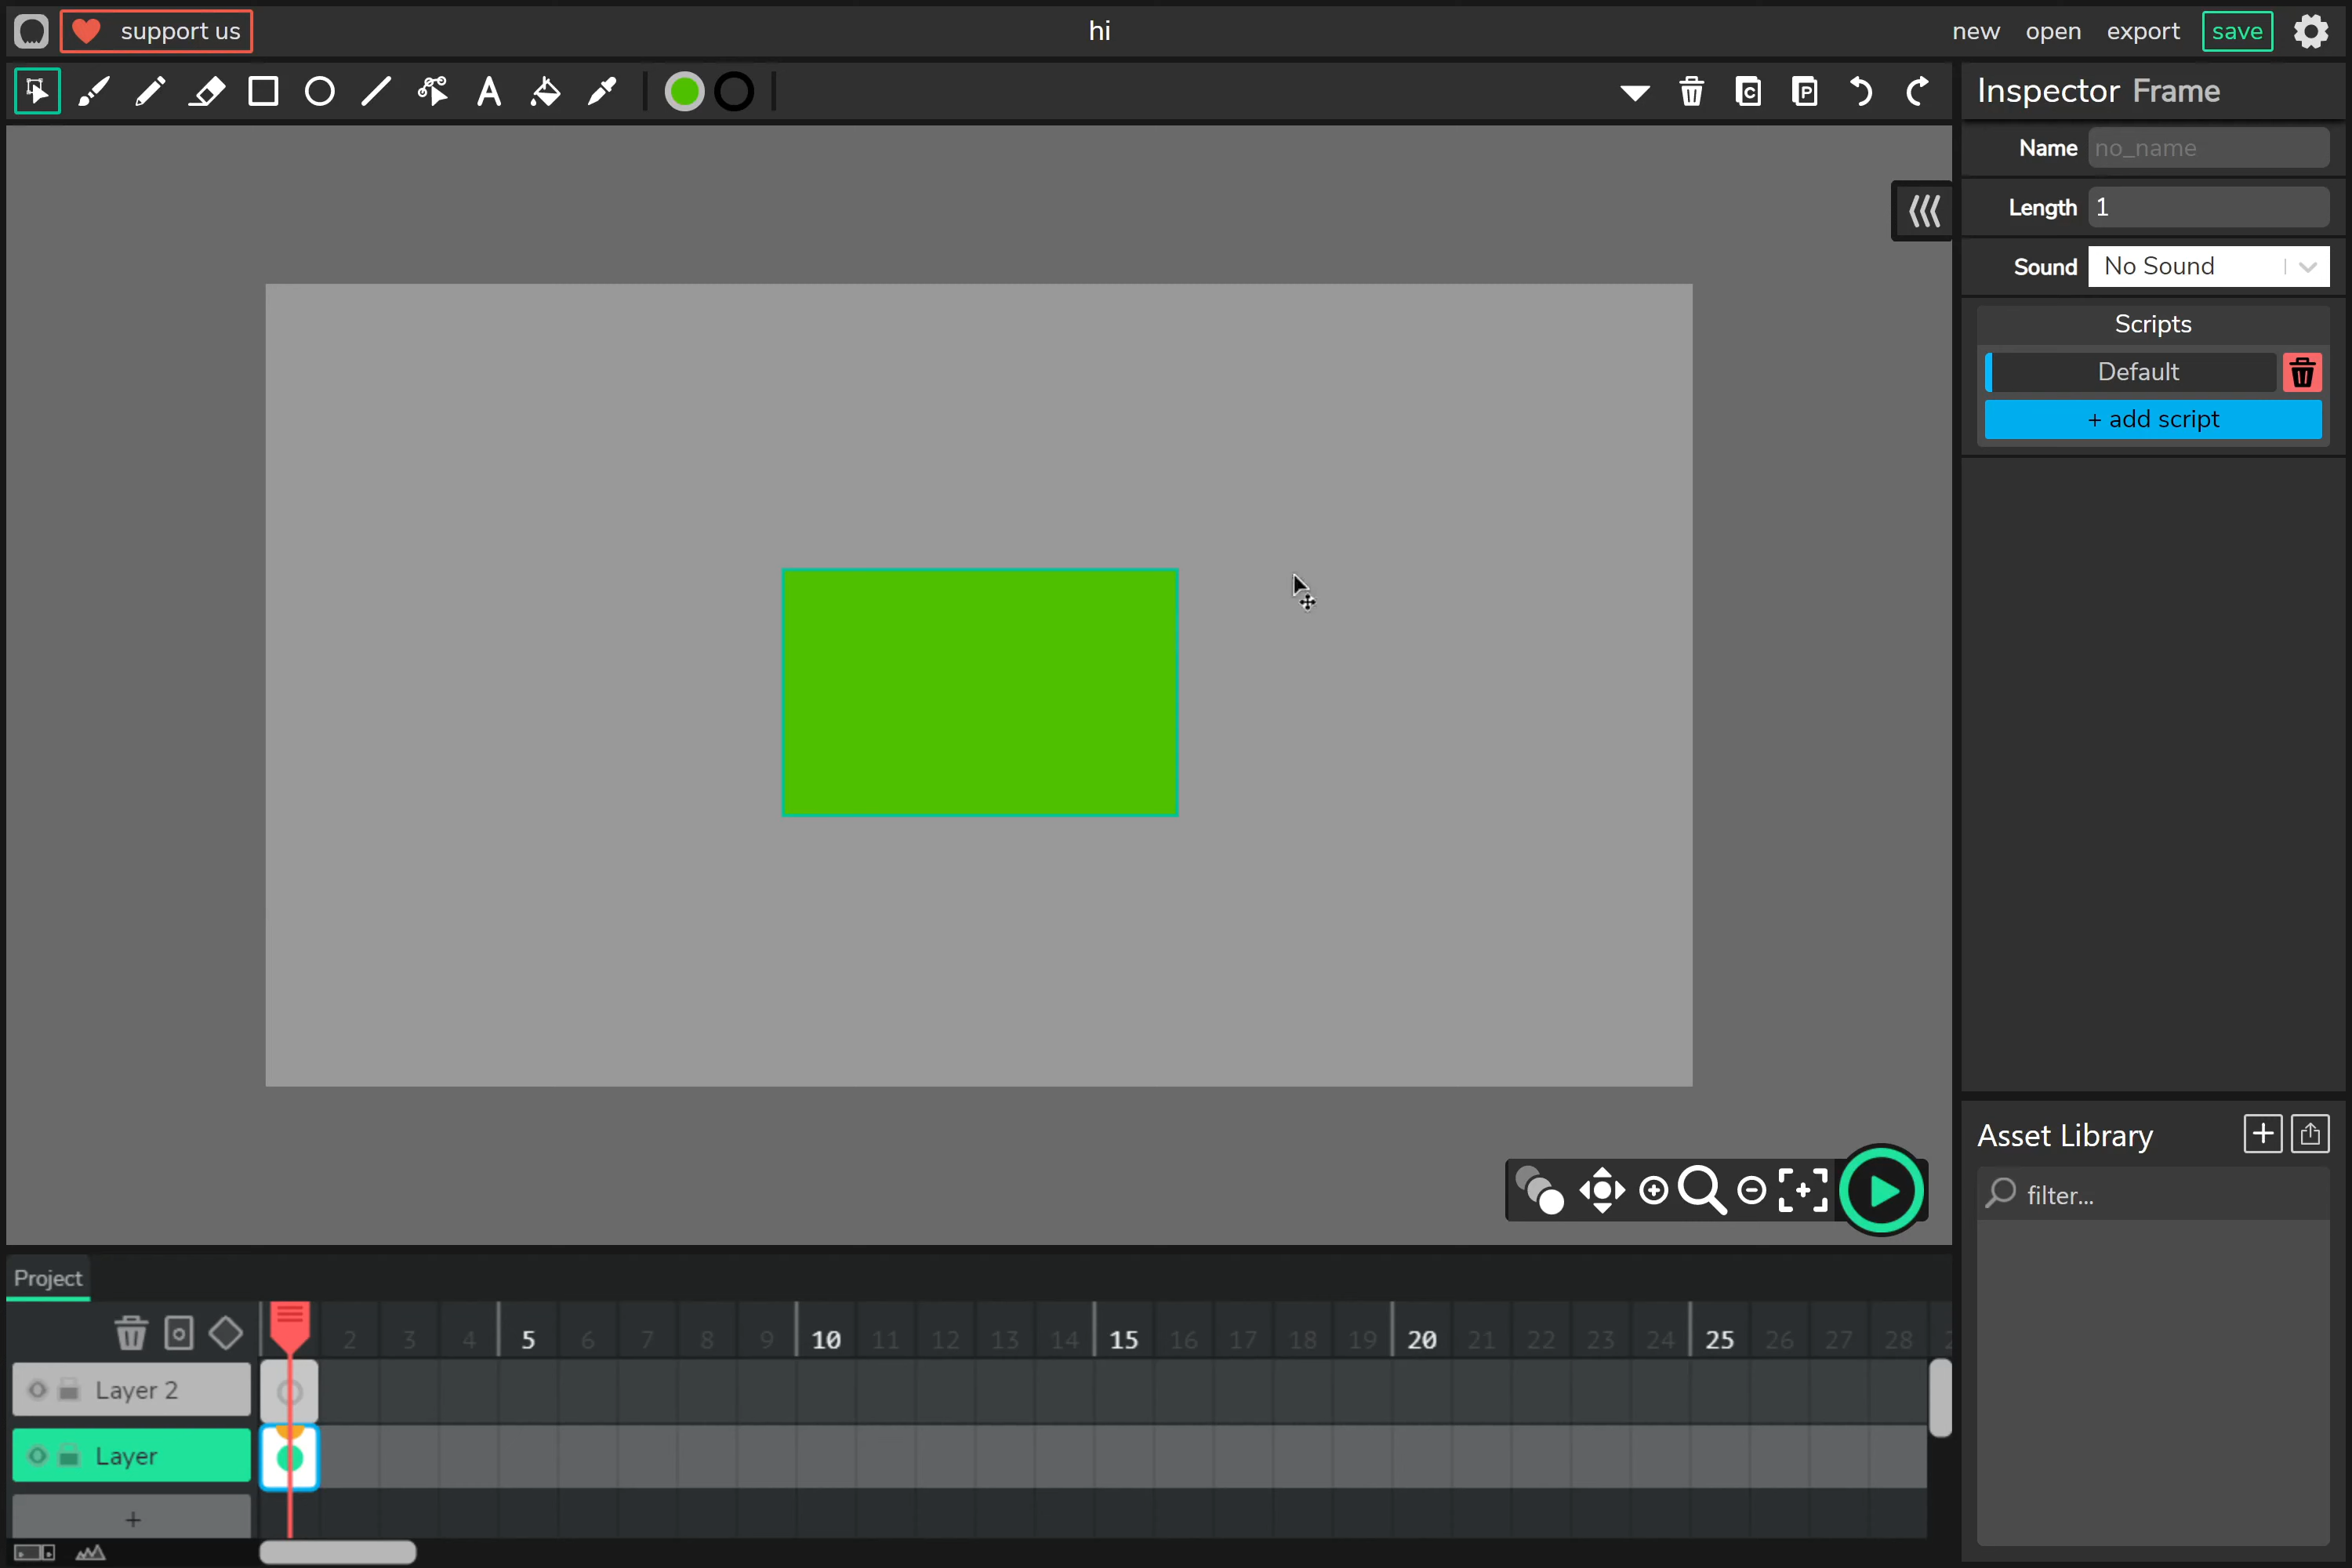 support us
hi
new open export save
Inspector Frame
Name no_name
Length 1
Sound No Sound
Scripts
Default
+ add script
C
P
Asset Library
filter...
Project
2 3 4 5 6 7 8 9 10 11 12 13 14 15 16 17 18 19 20 21 22 23 24 25 26 27 28
Layer 2
Layer
+